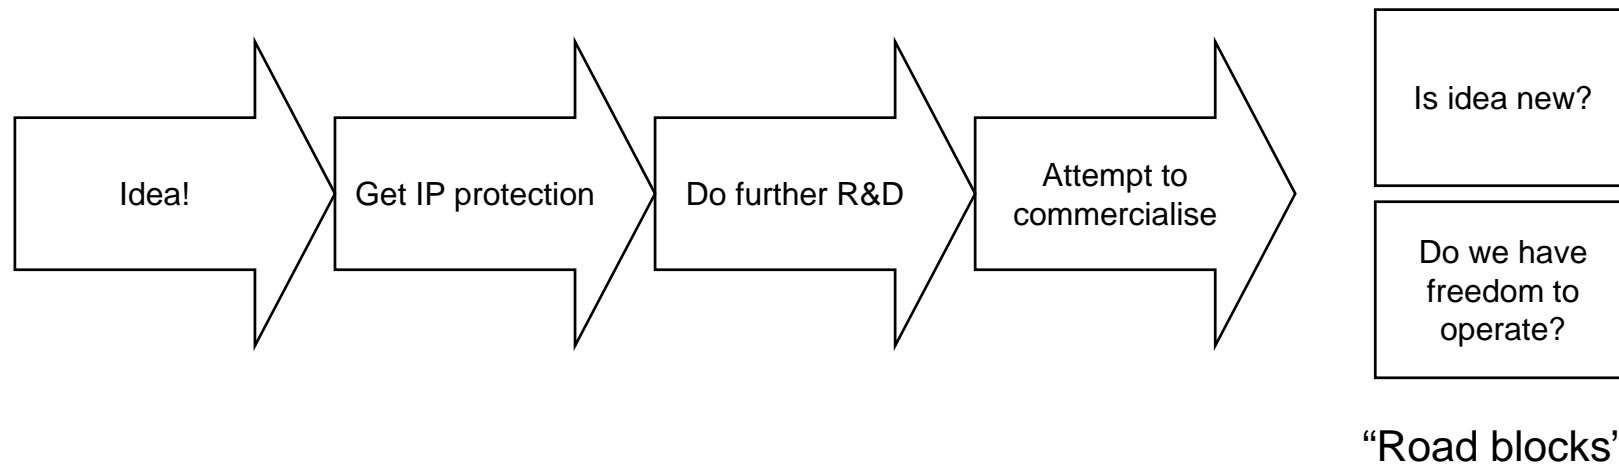 Idea!
Get IP protection
Do further R&D
Attempt to
commercialise
Is idea new?
Do we have
freedom to
operate?
“Road blocks”